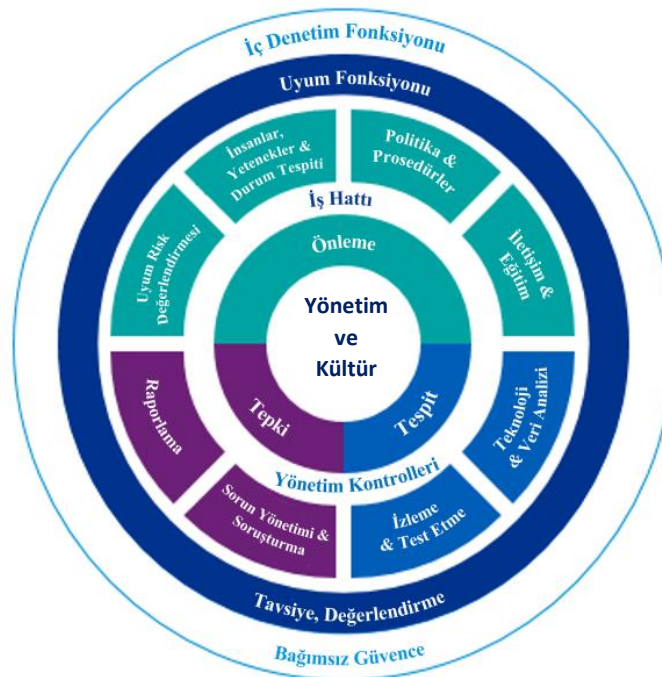 İç Denetim Fonksiyonu
Uyum Fonksiyonu
İnsanlar,
Yetenekler &
Durum Tespiti
Politika &
Prosedürler
İş Hattı
Uyum Risk
Değerlendirmesi
Önleme
İletişim &
Eğitim
Yönetim
ve
Kültür
Raporlama
Tepki
Tespit
Teknoloji
& Veri Analizi
Yönetim Kontrolleri
Sorun Yönetimi &
Soruşturma
İzleme
& Test Etme
Tavsiye, Değerlendirme
Bağımsız Güvence